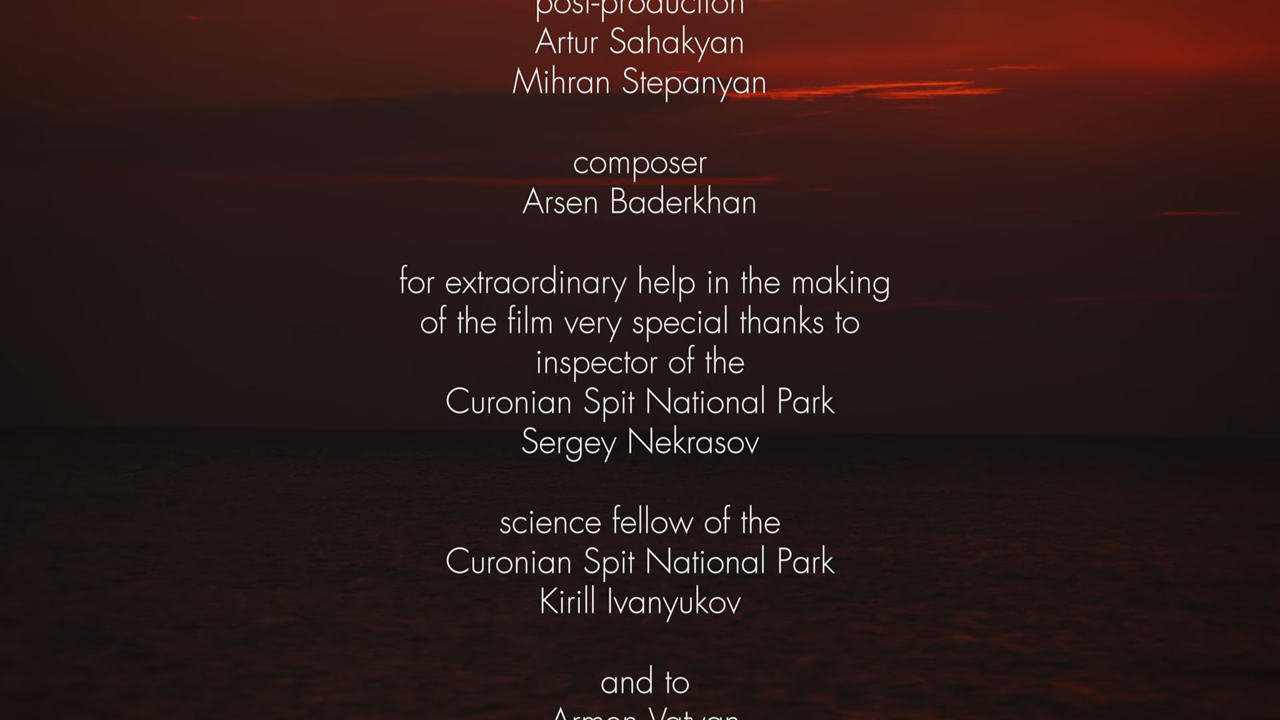 post-production
Artur Sahakyan
Mihran Stepanyan
composer
Arsen Baderkhan
for extraordinary help in the making
of the film very special thanks to
inspector of the
Curonian Spit National Park
Sergey Nekrasov
science fellow of the
Curonian Spit National Park
Kirill Ivanyukov
and to